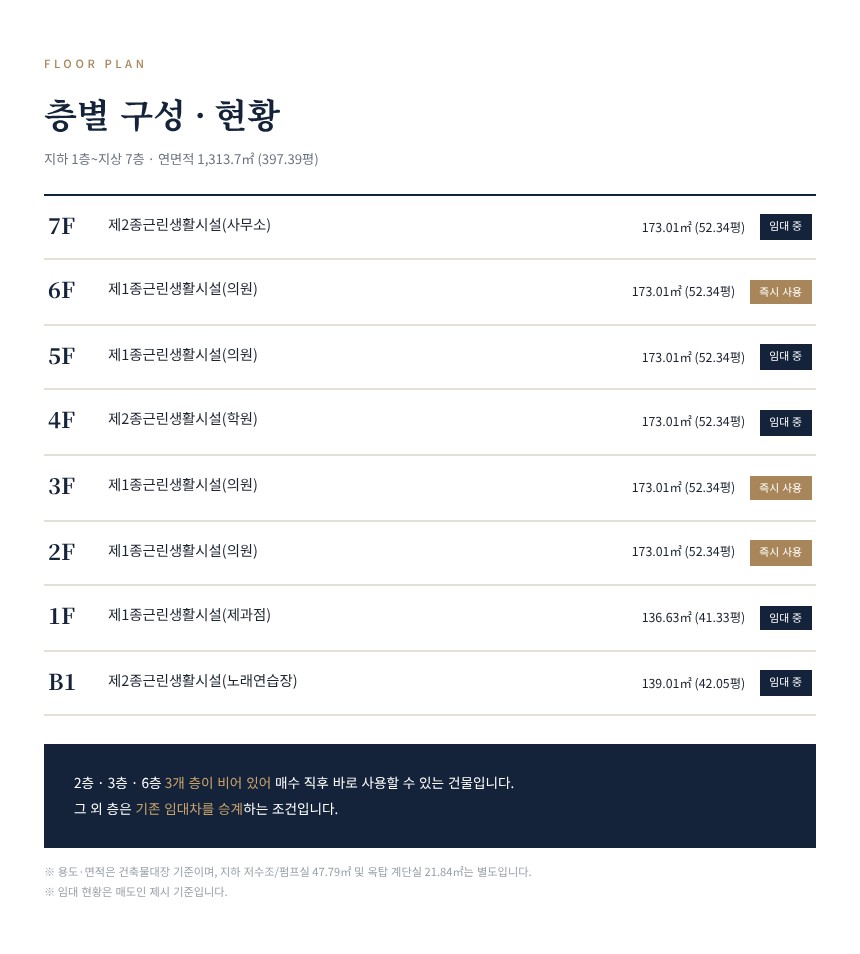 FLOOR PLAN
층별 구성 · 현황
지하 1층~지상 7층 · 연면적 1,313.7㎡ (397.39평)
7F 제2종근린생활시설(사무소) 173.01㎡ (52.34평) 임대 중
6F 제1종근린생활시설(의원) 173.01㎡ (52.34평) 즉시 사용
5F 제1종근린생활시설(의원) 173.01㎡ (52.34평) 임대 중
4F 제2종근린생활시설(학원) 173.01㎡ (52.34평) 임대 중
3F 제1종근린생활시설(의원) 173.01㎡ (52.34평) 즉시 사용
2F 제1종근린생활시설(의원) 173.01㎡ (52.34평) 즉시 사용
1F 제1종근린생활시설(제과점) 136.63㎡ (41.33평) 임대 중
B1 제2종근린생활시설(노래연습장) 139.01㎡ (42.05평) 임대 중
2층 · 3층 · 6층 3개 층이 비어 있어 매수 직후 바로 사용할 수 있는 건물입니다.
그 외 층은 기존 임대차를 승계하는 조건입니다.
※ 용도·면적은 건축물대장 기준이며, 지하 저수조/펌프실 47.79㎡ 및 옥탑 계단실 21.84㎡는 별도입니다.
※ 임대 현황은 매도인 제시 기준입니다.